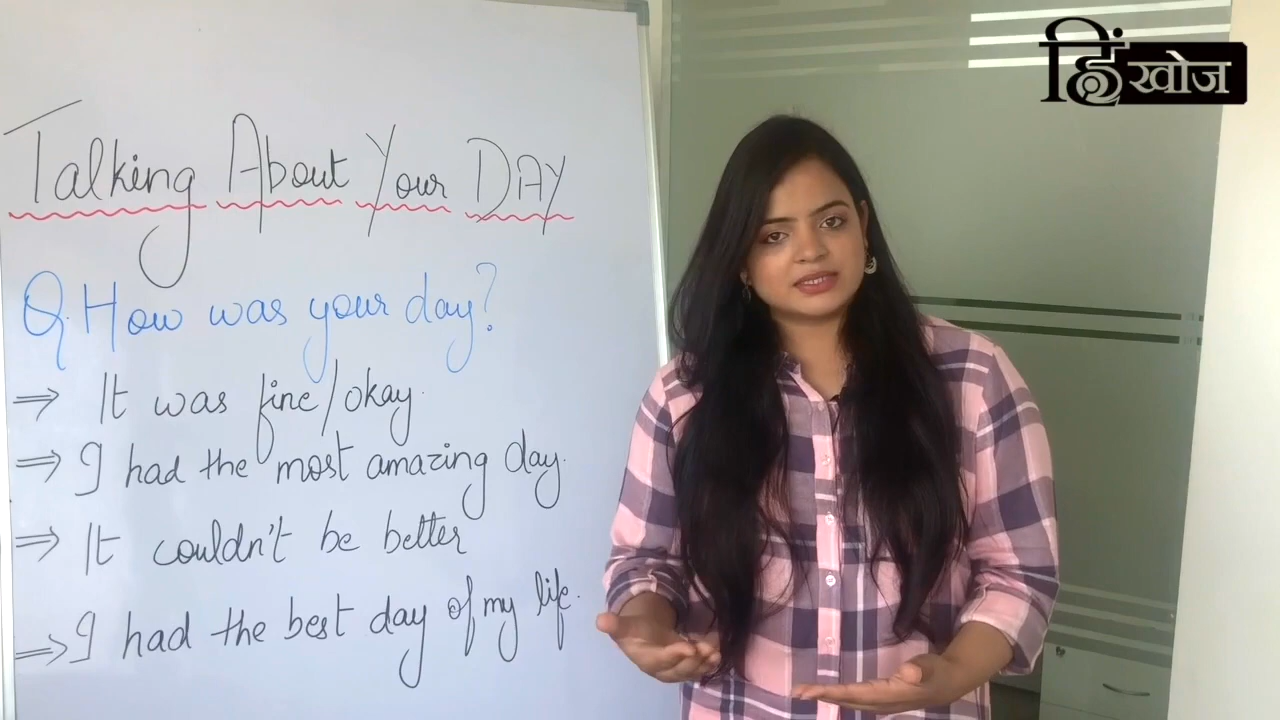 हिंखोज
Talking About Your DAY
Q. How was your day?
⇒ It was fine/okay.
⇒ I had the most amazing day.
⇒ It couldn't be better
⇒ I had the best day of my life.